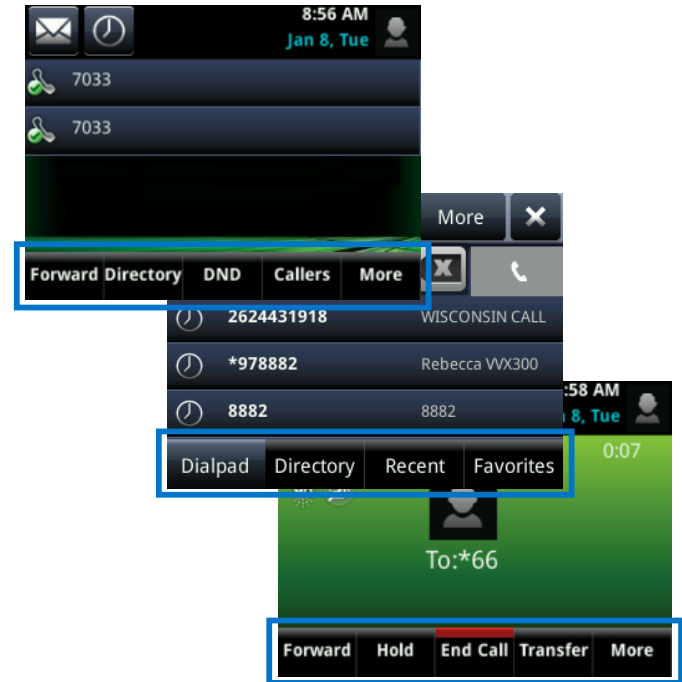 8:56 AM
Jan 8, Tue
7033
7033
Forward Directory DND Callers More
More
2624431918 WISCONSIN CALL
*978882 Rebecca VVX300
8882 8882
Dialpad Directory Recent Favorites
:58 AM
8, Tue
0:07
To:*66
Forward Hold End Call Transfer More